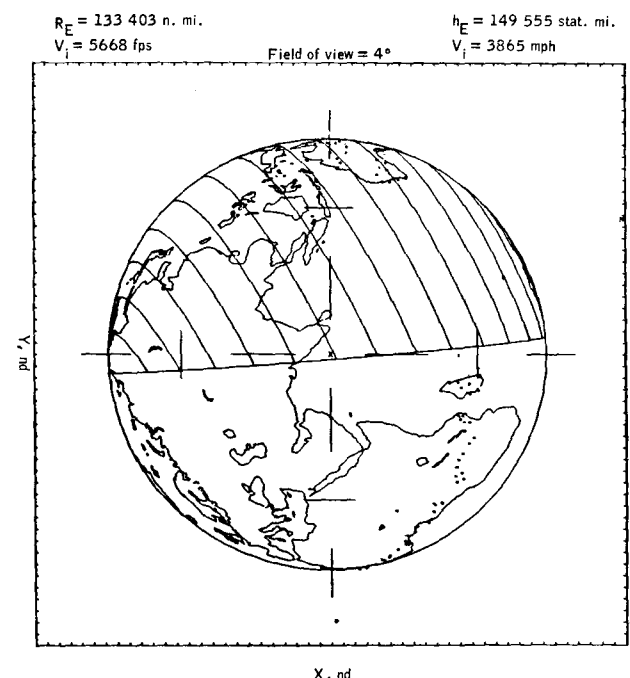 R_E = 133 403 n. mi.
V_i = 5668 fps
Field of view = 4°
h_E = 149 555 stat. mi.
V_i = 3865 mph
Y, nd
X, nd